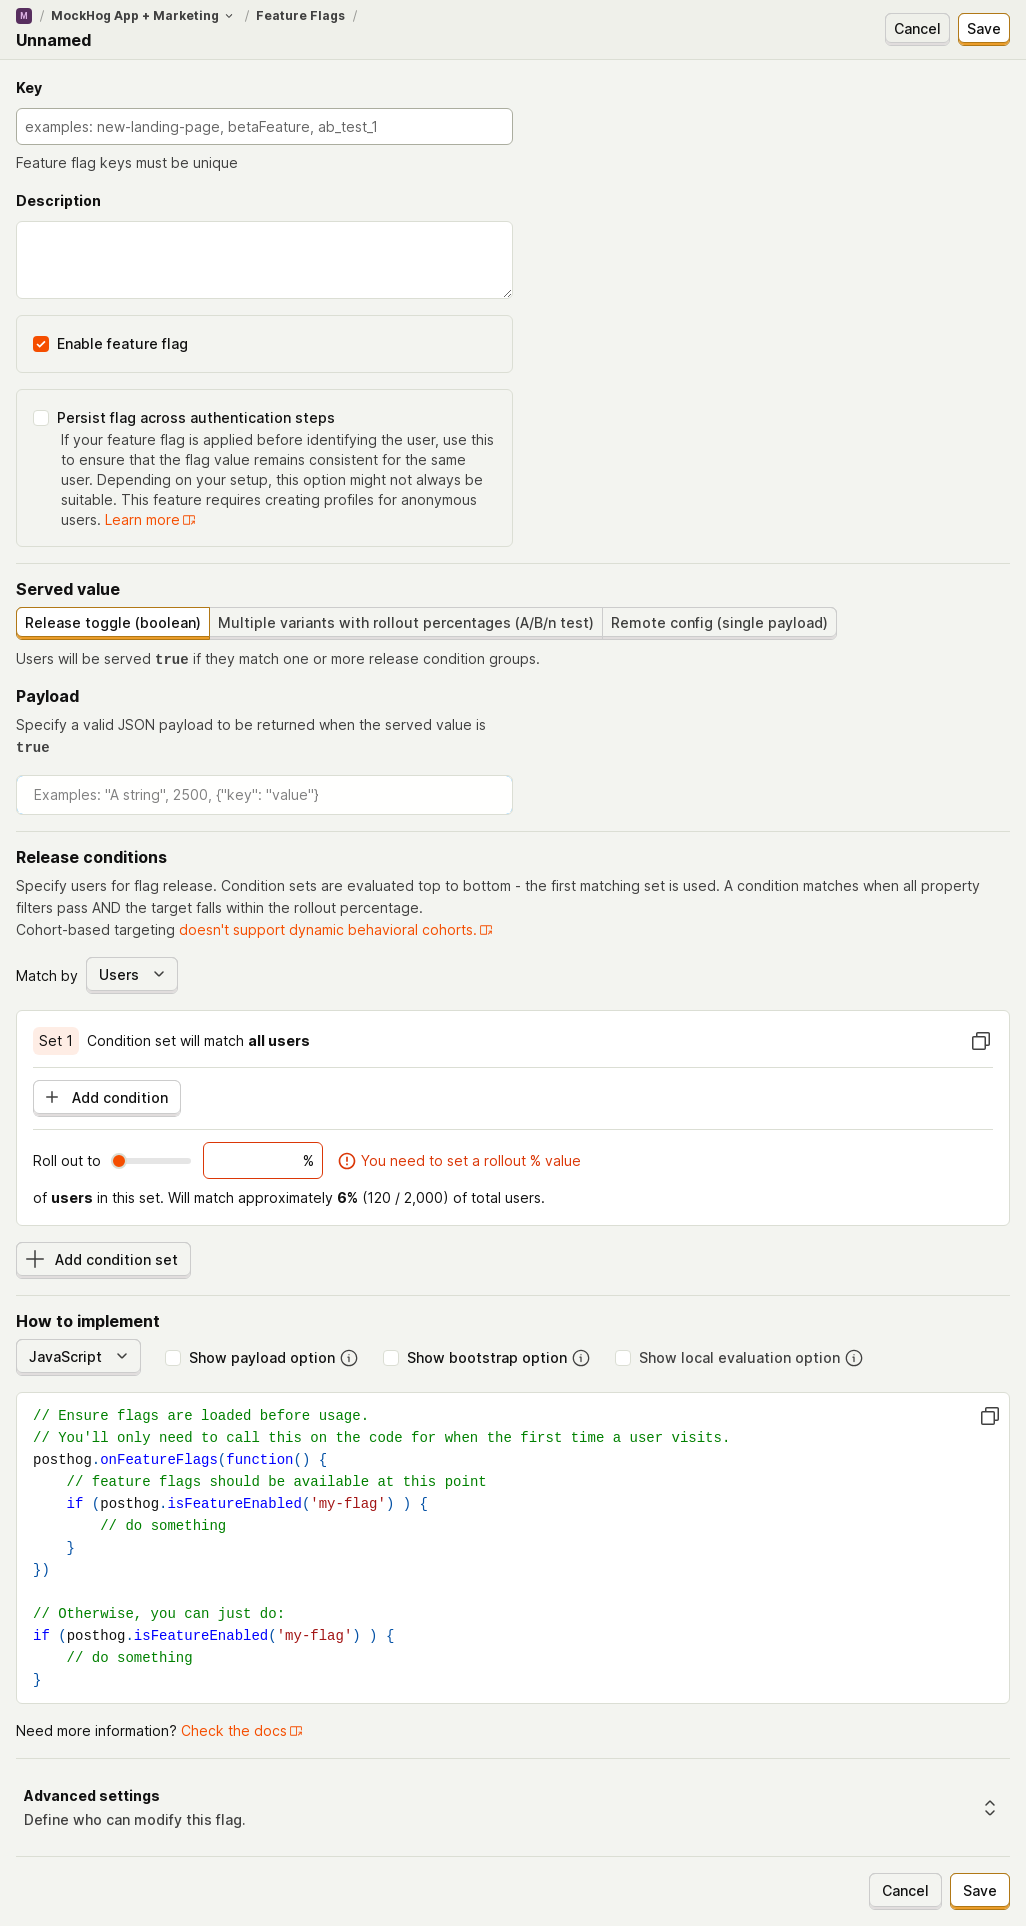 M / MockHog App + Marketing / Feature Flags /
Unnamed
Cancel
Save
Key
examples: new-landing-page, betaFeature, ab_test_1
Feature flag keys must be unique
Description
Enable feature flag
Persist flag across authentication steps
If your feature flag is applied before identifying the user, use this
to ensure that the flag value remains consistent for the same
user. Depending on your setup, this option might not always be
suitable. This feature requires creating profiles for anonymous
users. Learn more
Served value
Release toggle (boolean)
Multiple variants with rollout percentages (A/B/n test)
Remote config (single payload)
Users will be served true if they match one or more release condition groups.
Payload
Specify a valid JSON payload to be returned when the served value is
true
Examples: "A string", 2500, {"key": "value"}
Release conditions
Specify users for flag release. Condition sets are evaluated top to bottom - the first matching set is used. A condition matches when all property
filters pass AND the target falls within the rollout percentage.
Cohort-based targeting doesn't support dynamic behavioral cohorts.
Match by Users
Set 1 Condition set will match all users
Add condition
Roll out to % You need to set a rollout % value
of users in this set. Will match approximately 6% (120 / 2,000) of total users.
Add condition set
How to implement
JavaScript
Show payload option
Show bootstrap option
Show local evaluation option
// Ensure flags are loaded before usage.
// You'll only need to call this on the code for when the first time a user visits.
posthog.onFeatureFlags(function() {
    // feature flags should be available at this point
    if (posthog.isFeatureEnabled('my-flag') ) {
        // do something
    }
})
// Otherwise, you can just do:
if (posthog.isFeatureEnabled('my-flag') ) {
    // do something
}
Need more information? Check the docs
Advanced settings
Define who can modify this flag.
Cancel
Save